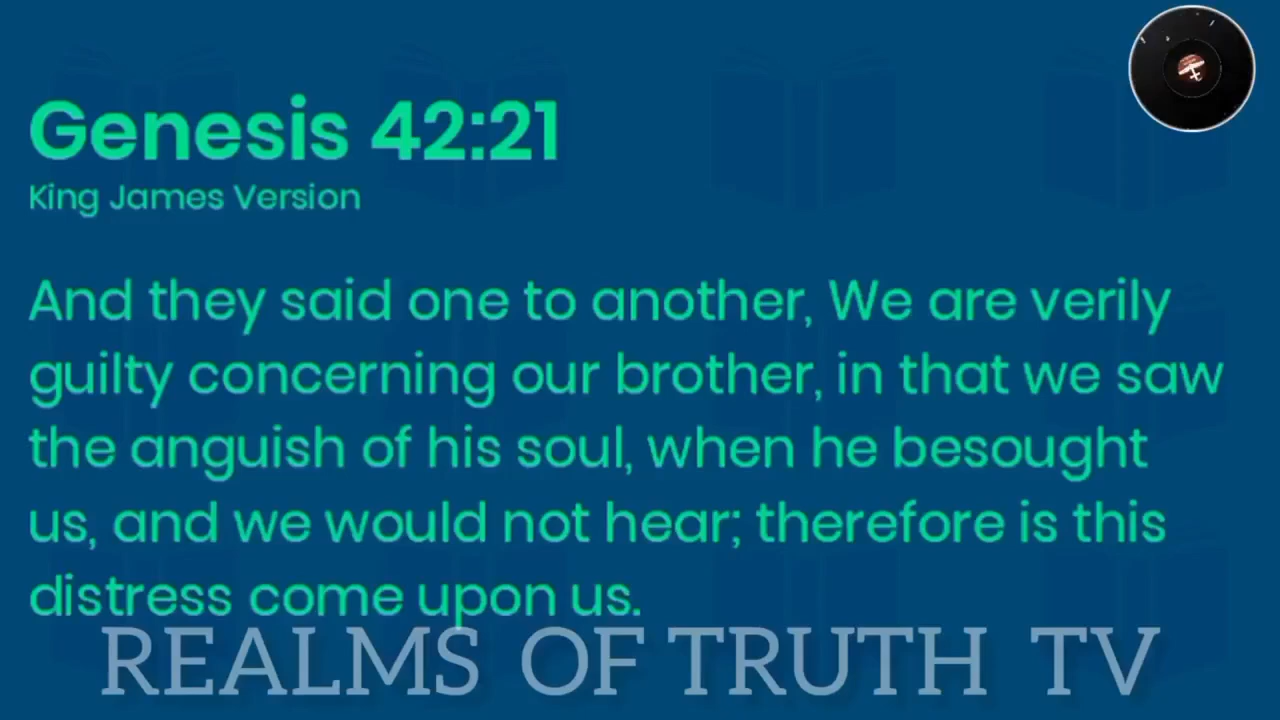 Genesis 42:21
King James Version
And they said one to another, We are verily
guilty concerning our brother, in that we saw
the anguish of his soul, when he besought
us, and we would not hear; therefore is this
distress come upon us.
REALMS OF TRUTH TV